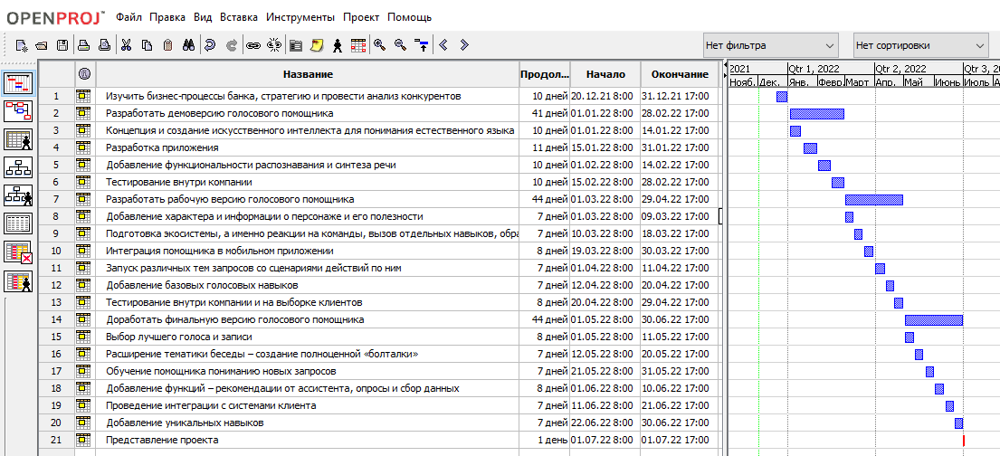 OPENPROJ™ Файл Правка Вид Вставка Инструменты Проект Помощь
Нет фильтра Нет сортировки
Название Продол... Начало Окончание 2021 Qtr 1, 2022 Qtr 2, 2022 Qtr 3,
Нояб. Дек. Янв. Февр. Март Апр. Май Июнь Июль А
1 Изучить бизнес-процессы банка, стратегию и провести анализ конкурентов 10 дней 20.12.21 8:00 31.12.21 17:00
2 Разработать демоверсию голосового помощника 41 дней 01.01.22 8:00 28.02.22 17:00
3 Концепция и создание искусственного интеллекта для понимания естественного языка 10 дней 01.01.22 8:00 14.01.22 17:00
4 Разработка приложения 11 дней 15.01.22 8:00 31.01.22 17:00
5 Добавление функциональности распознавания и синтеза речи 10 дней 01.02.22 8:00 14.02.22 17:00
6 Тестирование внутри компании 10 дней 15.02.22 8:00 28.02.22 17:00
7 Разработать рабочую версию голосового помощника 44 дней 01.03.22 8:00 29.04.22 17:00
8 Добавление характера и информации о персонаже и его полезности 7 дней 01.03.22 8:00 09.03.22 17:00
9 Подготовка экосистемы, а именно реакции на команды, вызов отдельных навыков, обра 7 дней 10.03.22 8:00 18.03.22 17:00
10 Интеграция помощника в мобильном приложении 8 дней 19.03.22 8:00 30.03.22 17:00
11 Запуск различных тем запросов со сценариями действий по ним 7 дней 01.04.22 8:00 11.04.22 17:00
12 Добавление базовых голосовых навыков 7 дней 12.04.22 8:00 20.04.22 17:00
13 Тестирование внутри компании и на выборке клиентов 8 дней 20.04.22 8:00 29.04.22 17:00
14 Доработать финальную версию голосового помощника 44 дней 01.05.22 8:00 30.06.22 17:00
15 Выбор лучшего голоса и записи 8 дней 01.05.22 8:00 11.05.22 17:00
16 Расширение тематики беседы – создание полноценной «болталки» 7 дней 12.05.22 8:00 20.05.22 17:00
17 Обучение помощника пониманию новых запросов 7 дней 21.05.22 8:00 31.05.22 17:00
18 Добавление функций – рекомендации от ассистента, опросы и сбор данных 8 дней 01.06.22 8:00 10.06.22 17:00
19 Проведение интеграции с системами клиента 7 дней 11.06.22 8:00 21.06.22 17:00
20 Добавление уникальных навыков 7 дней 22.06.22 8:00 30.06.22 17:00
21 Представление проекта 1 день 01.07.22 8:00 01.07.22 17:00